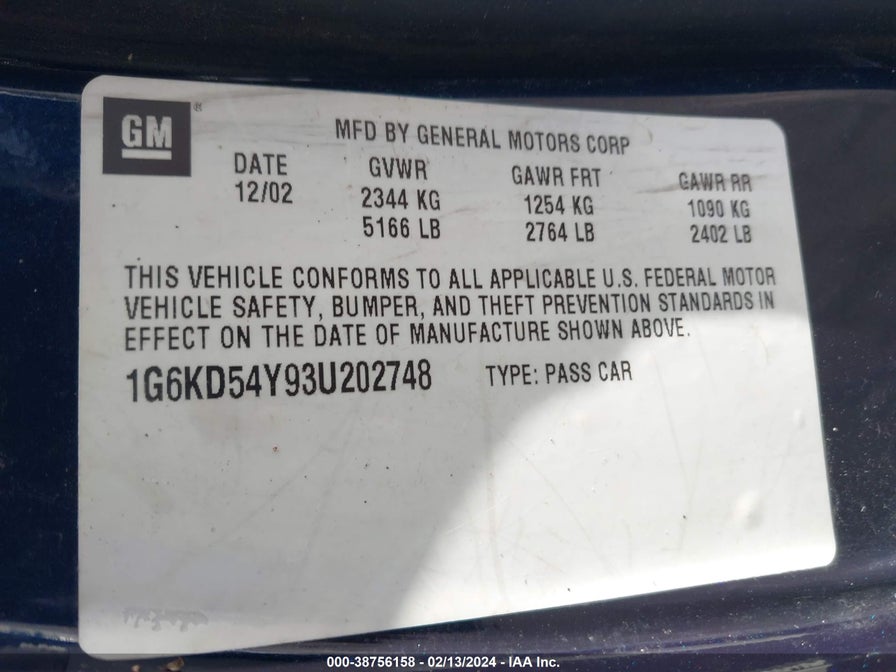 GM ®
MFD BY GENERAL MOTORS CORP
DATE GVWR GAWR FRT GAWR RR
12/02 2344 KG 1254 KG 1090 KG
5166 LB 2764 LB 2402 LB
THIS VEHICLE CONFORMS TO ALL APPLICABLE U.S. FEDERAL MOTOR
VEHICLE SAFETY, BUMPER, AND THEFT PREVENTION STANDARDS IN
EFFECT ON THE DATE OF MANUFACTURE SHOWN ABOVE.
1G6KD54Y93U202748 TYPE: PASS CAR
000-38756158 - 02/13/2024 - IAA Inc.